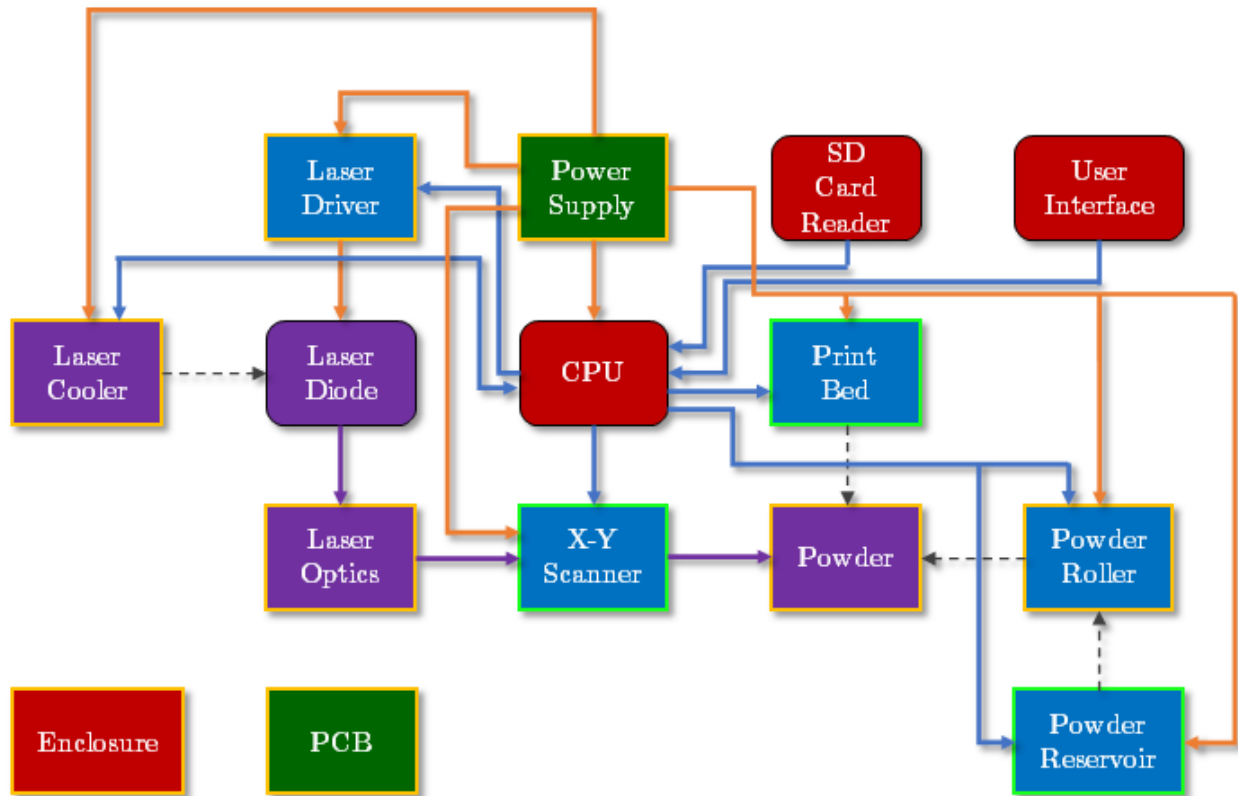 Laser
Driver
Power
Supply
SD
Card
Reader
User
Interface
Laser
Cooler
Laser
Diode
CPU
Print
Bed
Laser
Optics
X-Y
Scanner
Powder
Powder
Roller
Enclosure
PCB
Powder
Reservoir